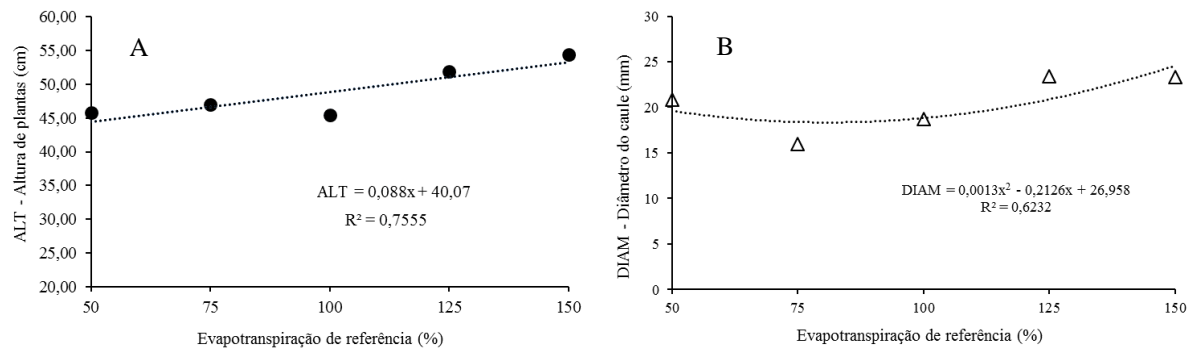 A
ALT - Altura de plantas (cm)
60,00
55,00
50,00
45,00
40,00
35,00
30,00
25,00
20,00
ALT = 0,088x + 40,07
R² = 0,7555
50 75 100 125 150
Evapotranspiração de referência (%)
B
DIAM - Diâmetro do caule (mm)
30
25
20
15
10
5
0
DIAM = 0,0013x² - 0,2126x + 26,958
R² = 0,6232
50 75 100 125 150
Evapotranspiração de referência (%)